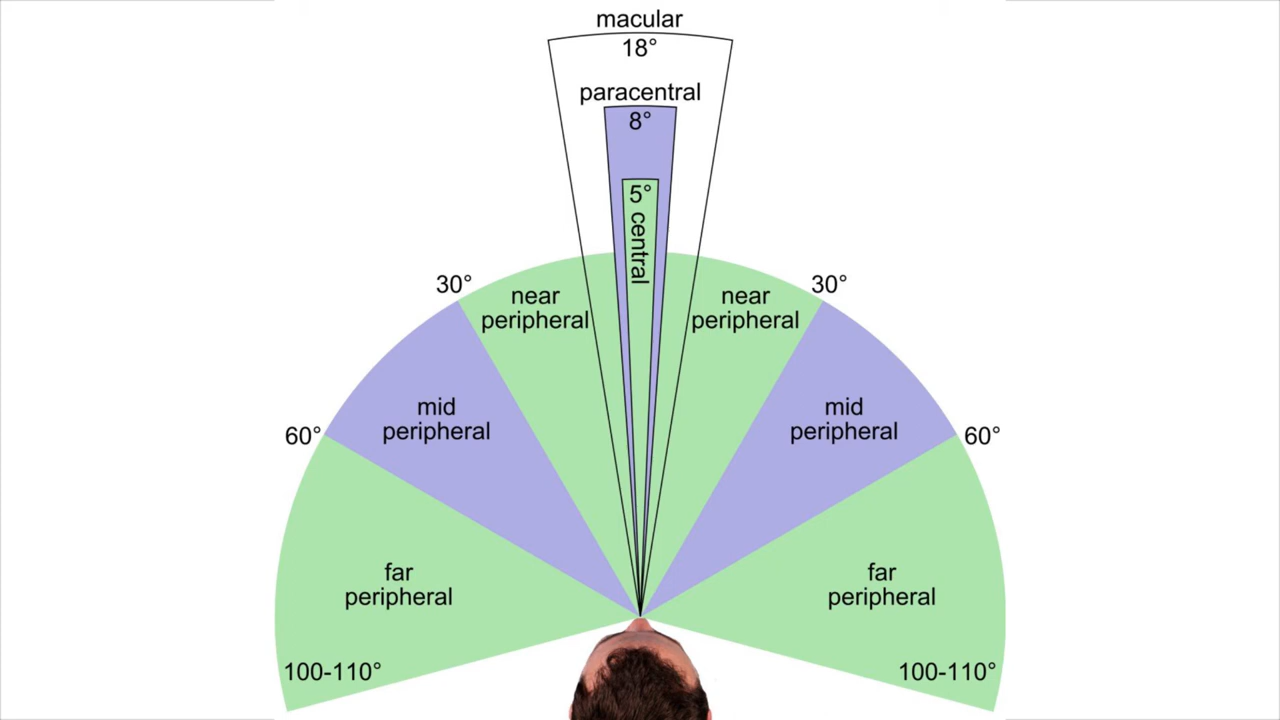 macular
18°
paracentral
8°
5°
central
30°
near
peripheral
near
peripheral
30°
60°
mid
peripheral
mid
peripheral
60°
far
peripheral
far
peripheral
100-110°
100-110°